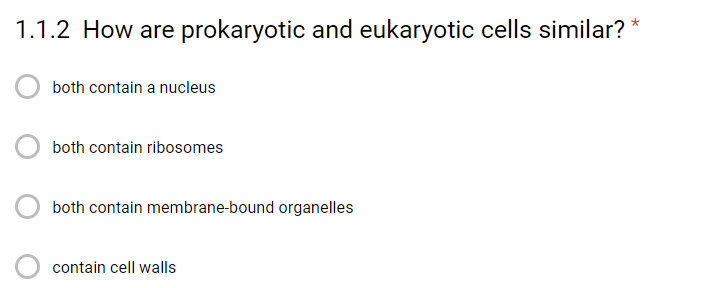 1.1.2 How are prokaryotic and eukaryotic cells similar? *
both contain a nucleus
both contain ribosomes
both contain membrane-bound organelles
contain cell walls